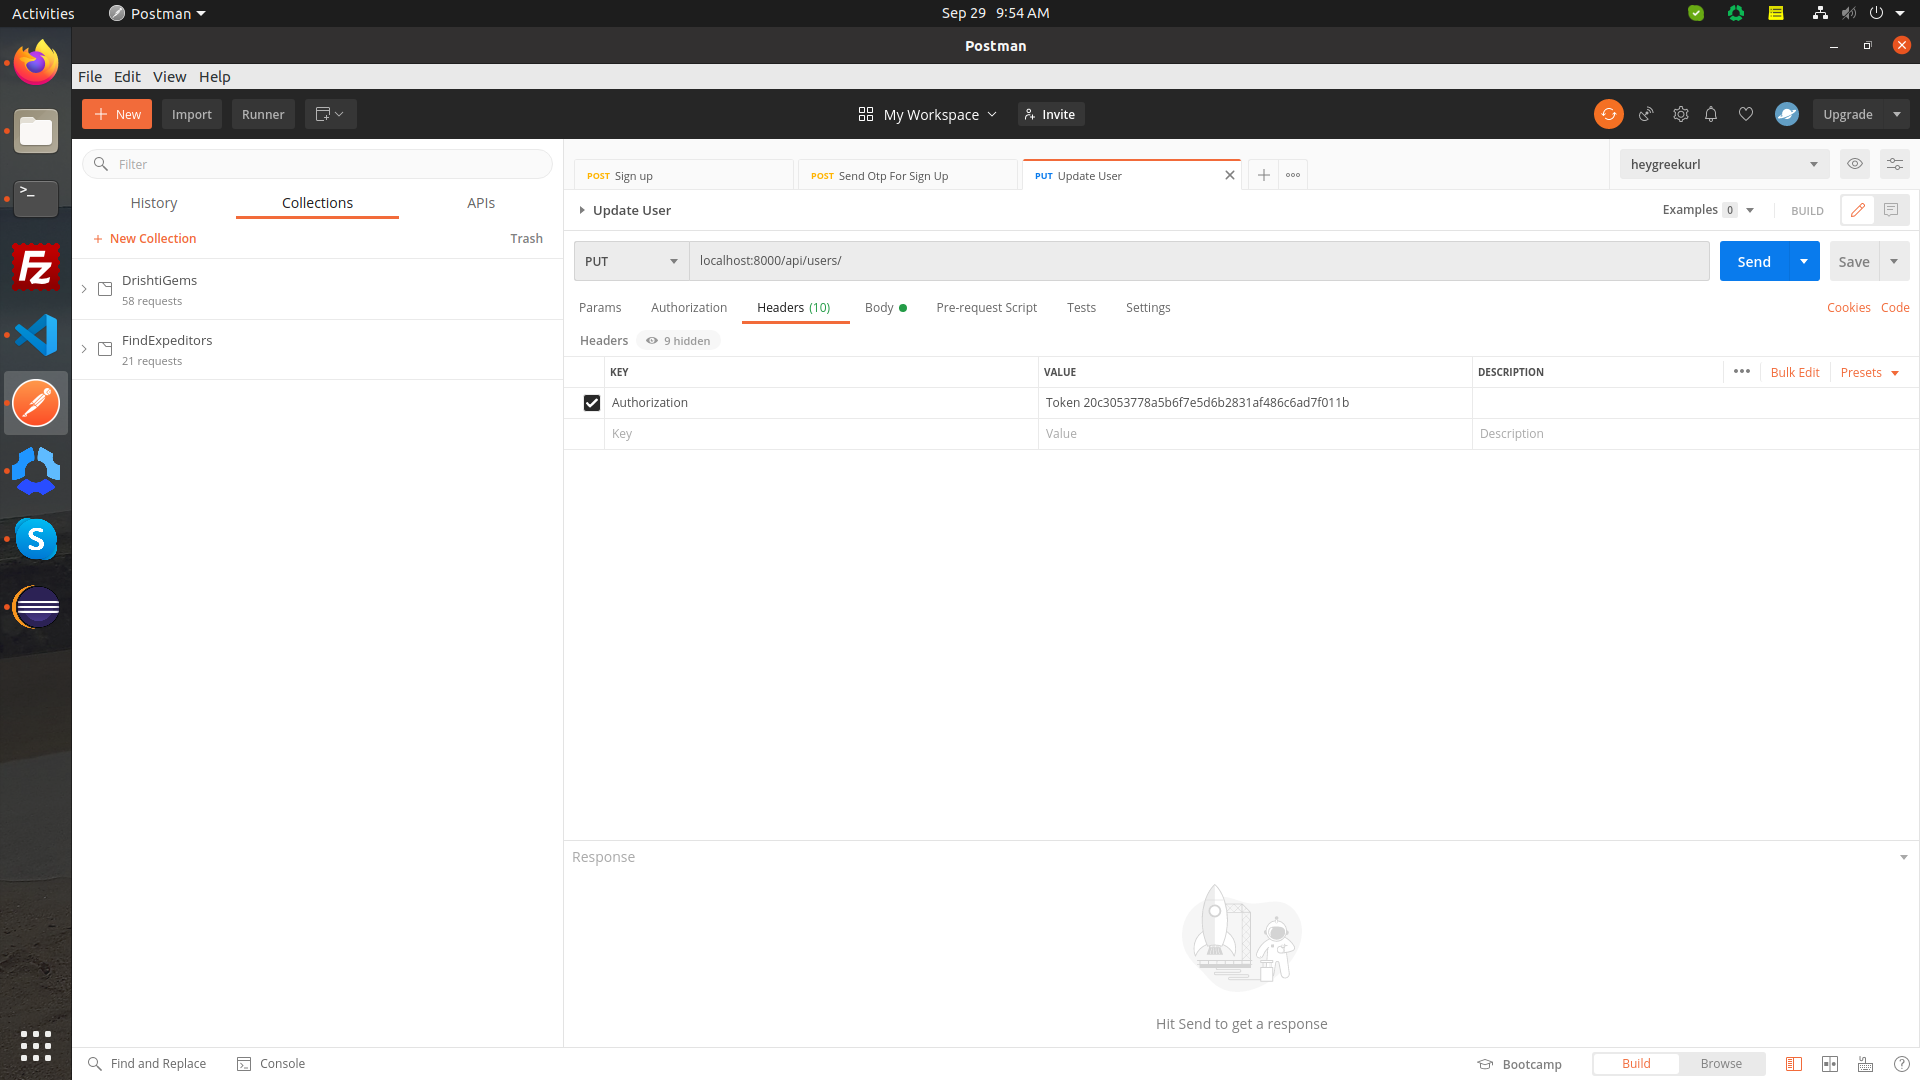 Activities
Postman
Sep 29 9:54 AM
Postman
File Edit View Help
New
Import
Runner
My Workspace
Invite
Upgrade
Filter
History
Collections
APIs
+ New Collection
Trash
DrishtiGems
58 requests
FindExpeditors
21 requests
POST Sign up
POST Send Otp For Sign Up
PUT Update User
heygreekurl
Update User
Examples 0
BUILD
PUT
localhost:8000/api/users/
Send
Save
Params
Authorization
Headers (10)
Body
Pre-request Script
Tests
Settings
Cookies
Code
Headers
9 hidden
KEY
VALUE
DESCRIPTION
Bulk Edit
Presets
Authorization
Token 20c3053778a5b6f7e5d6b2831af486c6ad7f011b
Key
Value
Description
Response
Hit Send to get a response
Find and Replace
Console
Bootcamp
Build
Browse